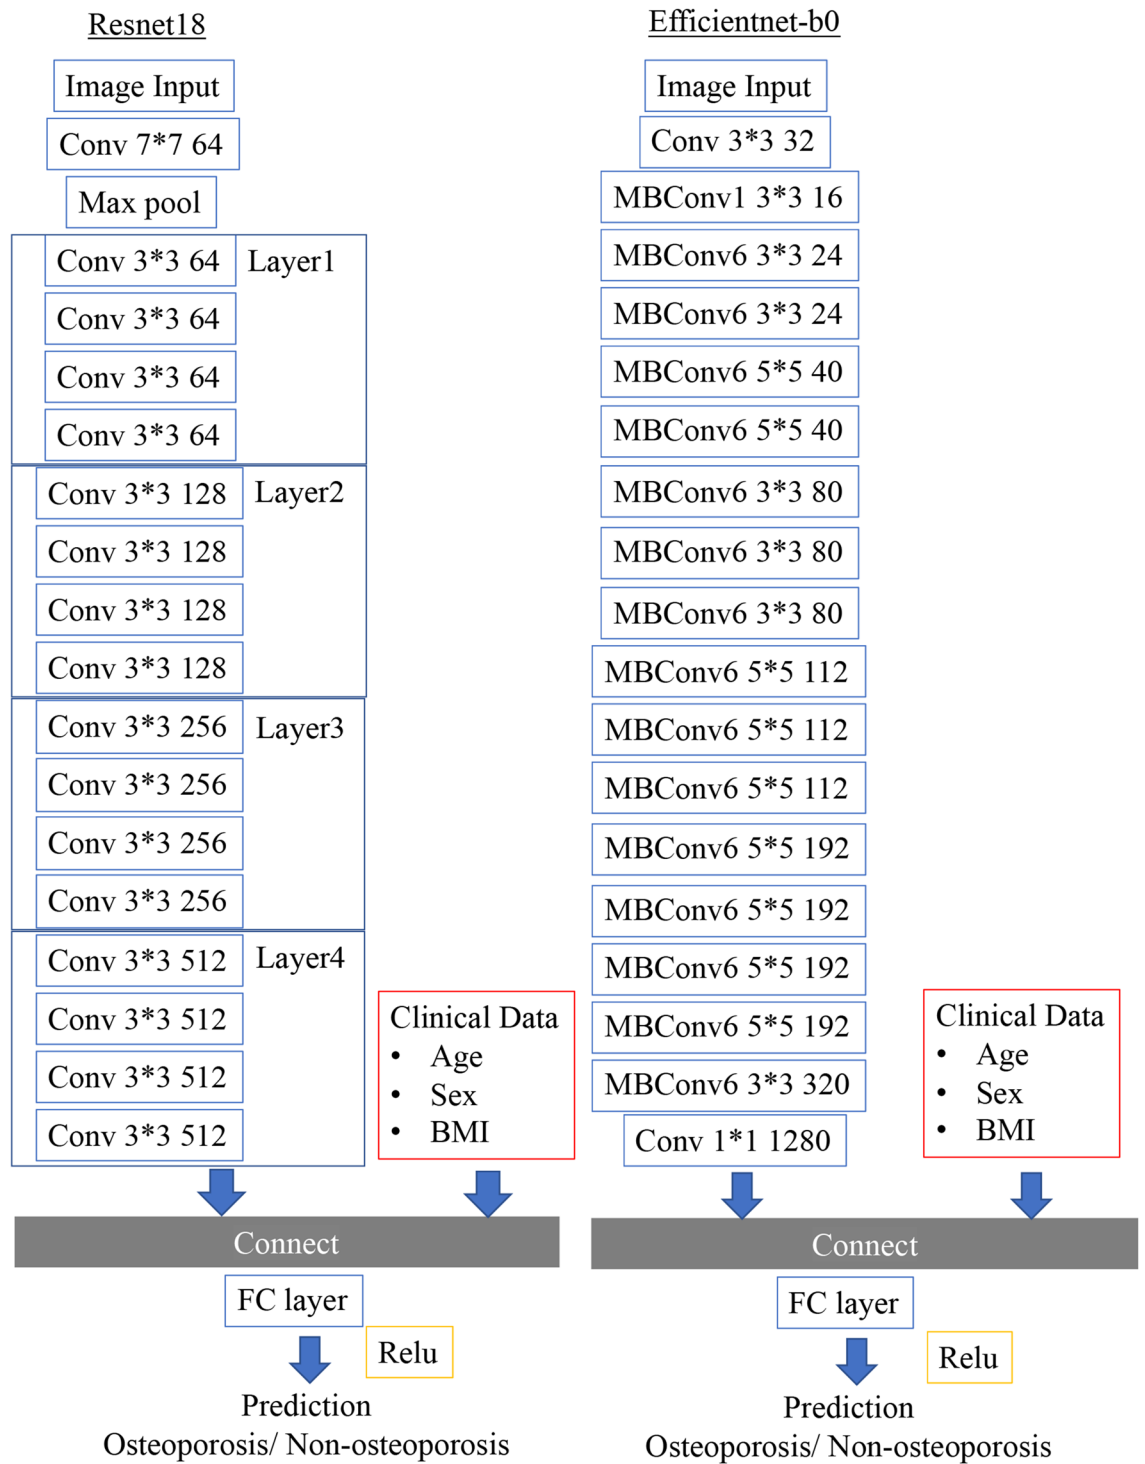 Resnet18
Image Input
Conv 7*7 64
Max pool
Conv 3*3 64
Layer1
Conv 3*3 64
Conv 3*3 64
Conv 3*3 64
Conv 3*3 128
Layer2
Conv 3*3 128
Conv 3*3 128
Conv 3*3 128
Conv 3*3 256
Layer3
Conv 3*3 256
Conv 3*3 256
Conv 3*3 256
Conv 3*3 512
Layer4
Conv 3*3 512
Conv 3*3 512
Conv 3*3 512
Clinical Data
• Age
• Sex
• BMI
Connect
FC layer
Relu
Prediction
Osteoporosis/ Non-osteoporosis
Efficientnet-b0
Image Input
Conv 3*3 32
MBConv1 3*3 16
MBConv6 3*3 24
MBConv6 3*3 24
MBConv6 5*5 40
MBConv6 5*5 40
MBConv6 3*3 80
MBConv6 3*3 80
MBConv6 3*3 80
MBConv6 5*5 112
MBConv6 5*5 112
MBConv6 5*5 112
MBConv6 5*5 192
MBConv6 5*5 192
MBConv6 5*5 192
MBConv6 5*5 192
MBConv6 3*3 320
Conv 1*1 1280
Clinical Data
• Age
• Sex
• BMI
Connect
FC layer
Relu
Prediction
Osteoporosis/ Non-osteoporosis